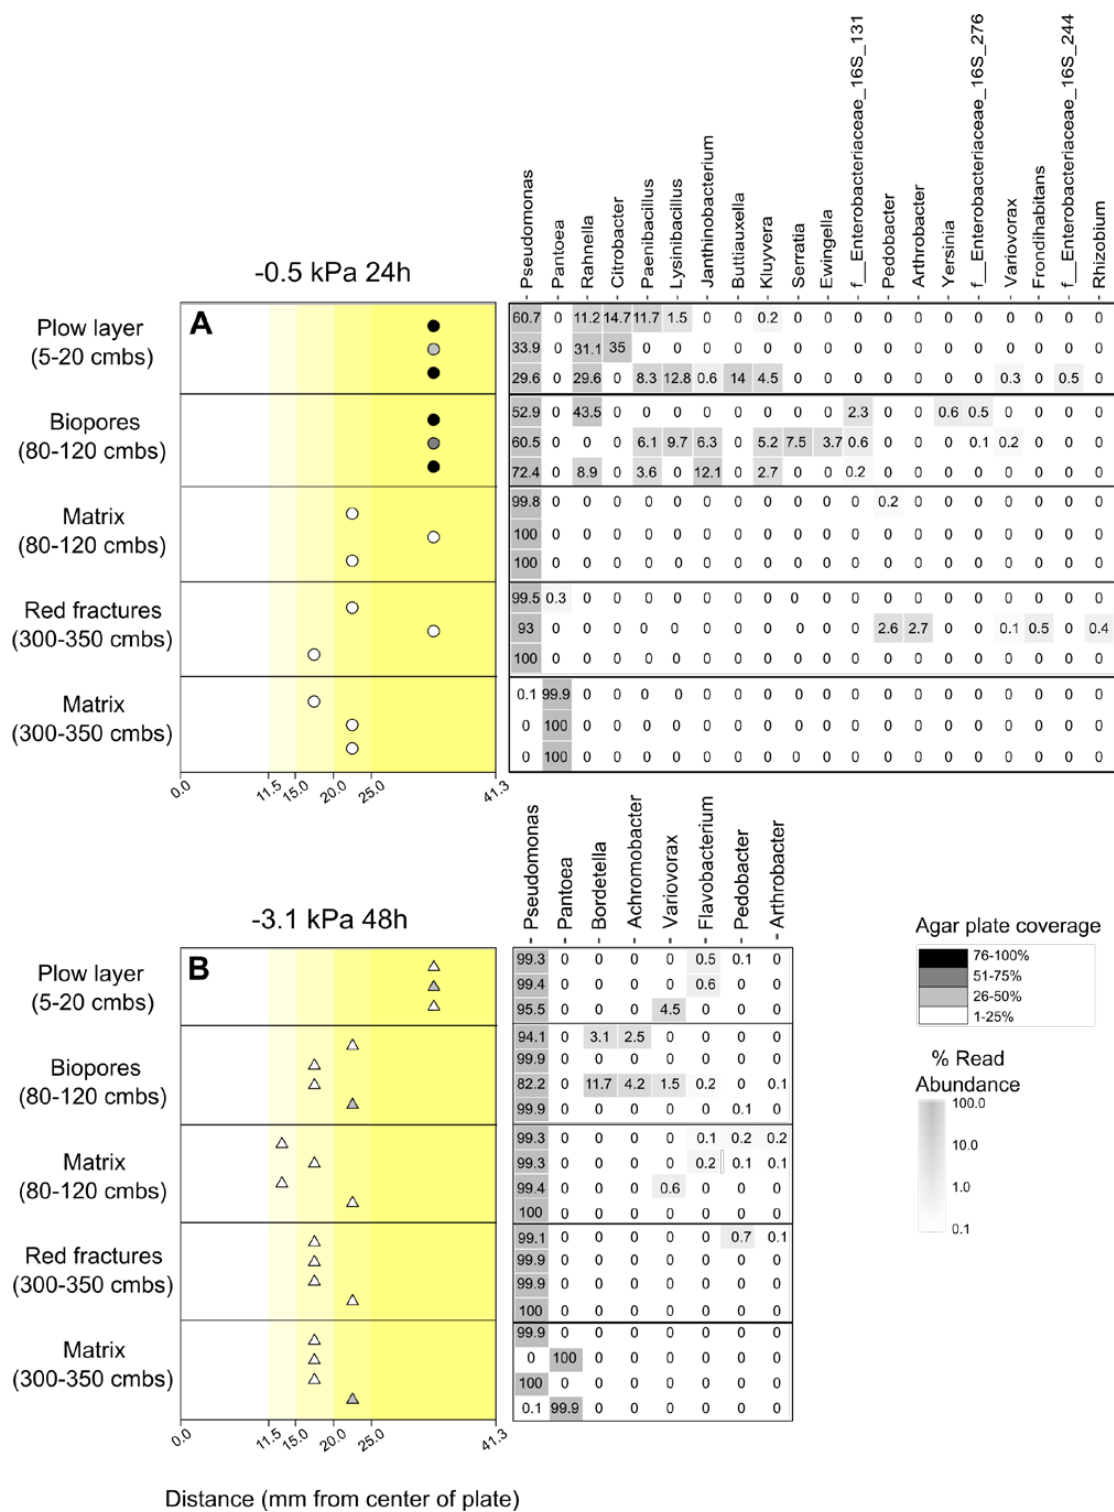 Pseudomonas
Pantoea
Rahnella
Citrobacter
Paenibacillus
Lysinibacillus
Janthinobacterium
Buttiauxella
Kluyvera
Serratia
Ewingella
f__Enterobacteriaceae_16S_131
Pedobacter
Arthrobacter
Yersinia
f__Enterobacteriaceae_16S_276
Variovorax
Frondihabitans
f__Enterobacteriaceae_16S_244
Rhizobium
-0.5 kPa 24h
A
Plow layer
(5-20 cmbs)
60.7 0 11.2 14.7 11.7 1.5 0 0 0.2 0 0 0 0 0 0 0 0 0 0 0
33.9 0 31.1 35 0 0 0 0 0 0 0 0 0 0 0 0 0 0 0 0
29.6 0 29.6 0 8.3 12.8 0.6 14 4.5 0 0 0 0 0 0 0 0.3 0 0.5 0
Biopores
(80-120 cmbs)
52.9 0 43.5 0 0 0 0 0 0 0 0 2.3 0 0 0.6 0.5 0 0 0 0
60.5 0 0 0 6.1 9.7 6.3 0 5.2 7.5 3.7 0.6 0 0 0 0.1 0.2 0 0 0
72.4 0 8.9 0 3.6 0 12.1 0 2.7 0 0 0.2 0 0 0 0 0 0 0 0
Matrix
(80-120 cmbs)
99.8 0 0 0 0 0 0 0 0 0 0 0 0.2 0 0 0 0 0 0 0
100 0 0 0 0 0 0 0 0 0 0 0 0 0 0 0 0 0 0 0
100 0 0 0 0 0 0 0 0 0 0 0 0 0 0 0 0 0 0 0
Red fractures
(300-350 cmbs)
99.5 0.3 0 0 0 0 0 0 0 0 0 0 0 0 0 0 0 0 0 0
93 0 0 0 0 0 0 0 0 0 0 0 2.6 2.7 0 0 0.1 0.5 0 0.4
100 0 0 0 0 0 0 0 0 0 0 0 0 0 0 0 0 0 0 0
Matrix
(300-350 cmbs)
0.1 99.9 0 0 0 0 0 0 0 0 0 0 0 0 0 0 0 0 0 0
0 100 0 0 0 0 0 0 0 0 0 0 0 0 0 0 0 0 0 0
0 100 0 0 0 0 0 0 0 0 0 0 0 0 0 0 0 0 0 0
0.0 11.5 15.0 20.0 25.0 41.3
Pseudomonas
Pantoea
Bordetella
Achromobacter
Variovorax
Flavobacterium
Pedobacter
Arthrobacter
-3.1 kPa 48h
B
Plow layer
(5-20 cmbs)
99.3 0 0 0 0 0.5 0.1 0
99.4 0 0 0 0 0.6 0 0
95.5 0 0 0 4.5 0 0 0
Biopores
(80-120 cmbs)
94.1 0 3.1 2.5 0 0 0 0
99.9 0 0 0 0 0 0 0
82.2 0 11.7 4.2 1.5 0.2 0 0.1
99.9 0 0 0 0 0 0.1 0
Matrix
(80-120 cmbs)
99.3 0 0 0 0 0.1 0.2 0.2
99.3 0 0 0 0 0.2 0.1 0.1
99.4 0 0 0 0.6 0 0 0
100 0 0 0 0 0 0 0
Red fractures
(300-350 cmbs)
99.1 0 0 0 0 0 0.7 0.1
99.9 0 0 0 0 0 0 0
99.9 0 0 0 0 0 0 0
100 0 0 0 0 0 0 0
Matrix
(300-350 cmbs)
99.9 0 0 0 0 0 0 0
0 100 0 0 0 0 0 0
100 0 0 0 0 0 0 0
0.1 99.9 0 0 0 0 0 0
0.0 11.5 15.0 20.0 25.0 41.3
Distance (mm from center of plate)
Agar plate coverage
76-100%
51-75%
26-50%
1-25%
% Read
Abundance
100.0
10.0
1.0
0.1